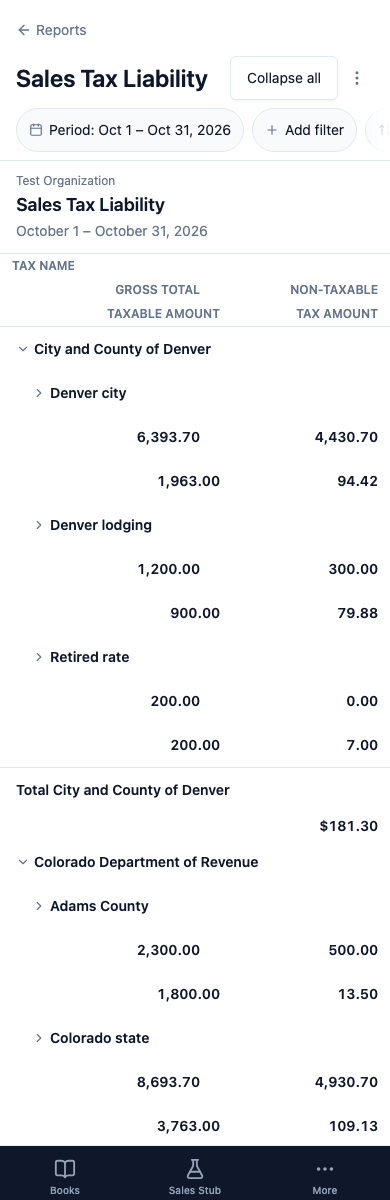 Reports
Sales Tax Liability
Collapse all
Period: Oct 1 – Oct 31, 2026
Add filter
Test Organization
Sales Tax Liability
October 1 – October 31, 2026
TAX NAME
GROSS TOTAL NON-TAXABLE
TAXABLE AMOUNT TAX AMOUNT
City and County of Denver
Denver city
6,393.70 4,430.70
1,963.00 94.42
Denver lodging
1,200.00 300.00
900.00 79.88
Retired rate
200.00 0.00
200.00 7.00
Total City and County of Denver
$181.30
Colorado Department of Revenue
Adams County
2,300.00 500.00
1,800.00 13.50
Colorado state
8,693.70 4,930.70
3,763.00 109.13
Books Sales Stub More